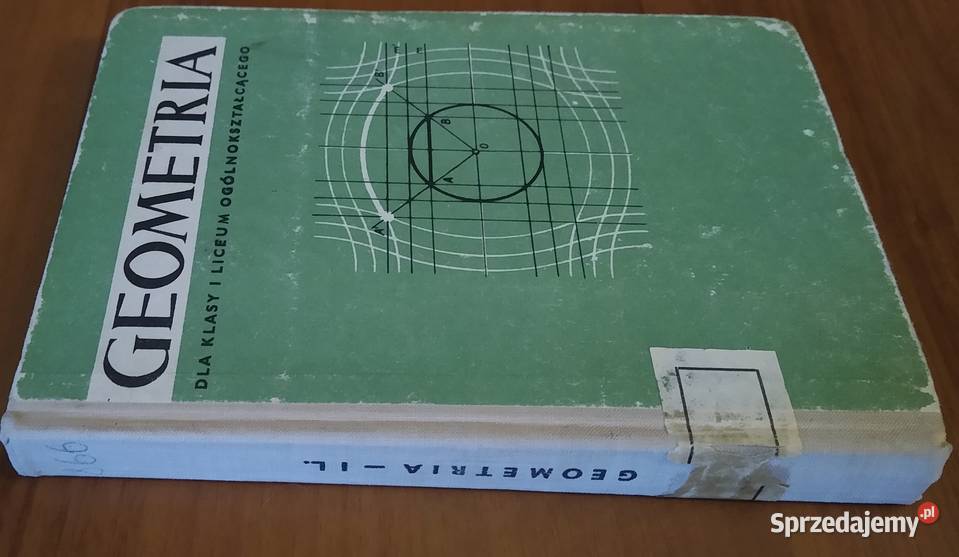 GEOMETRIA
DLA KLASY I LICEUM OGÓLNOKSZTAŁCĄCEGO
B'
m'
m
B
O
A
A'
GEOMETRIA — I L.
Sprzedajemy.pl